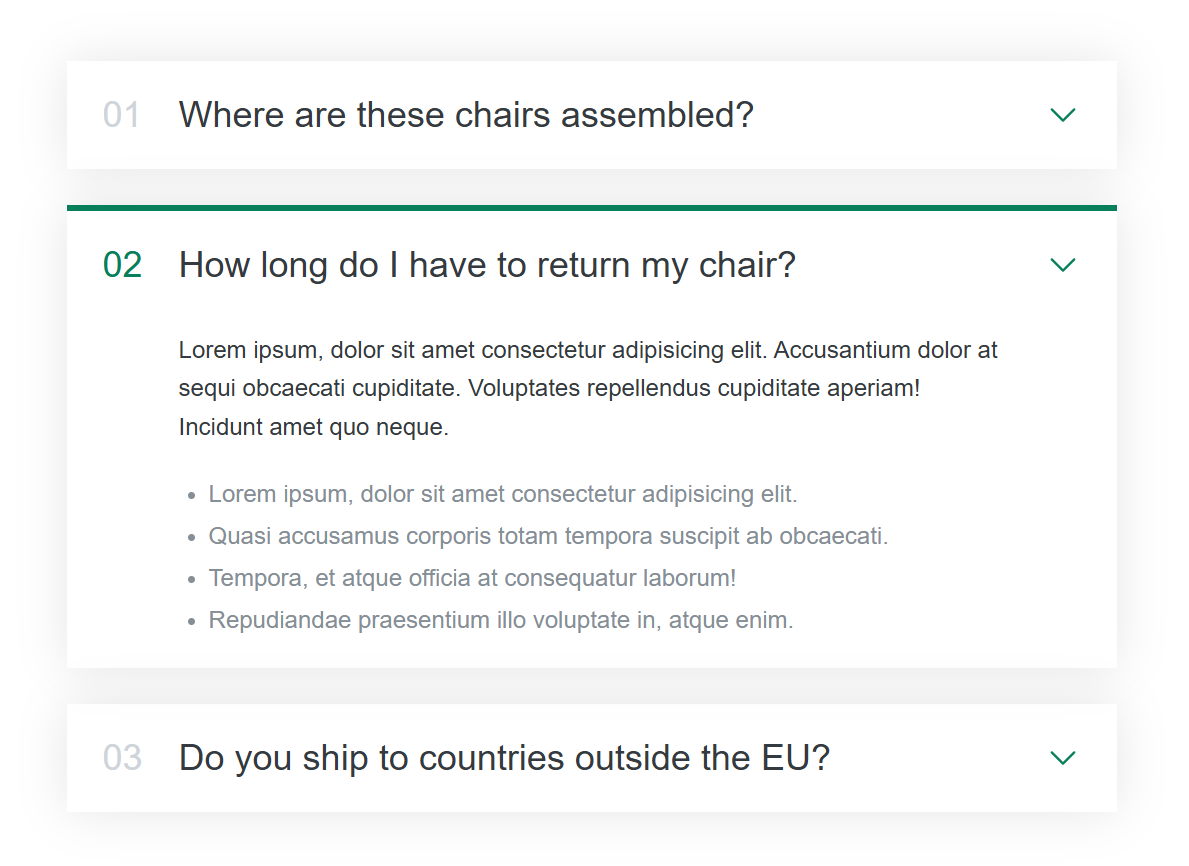 01 Where are these chairs assembled?
02 How long do I have to return my chair?
Lorem ipsum, dolor sit amet consectetur adipisicing elit. Accusantium dolor at
sequi obcaecati cupiditate. Voluptates repellendus cupiditate aperiam!
Incidunt amet quo neque.
• Lorem ipsum, dolor sit amet consectetur adipisicing elit.
• Quasi accusamus corporis totam tempora suscipit ab obcaecati.
• Tempora, et atque officia at consequatur laborum!
• Repudiandae praesentium illo voluptate in, atque enim.
03 Do you ship to countries outside the EU?